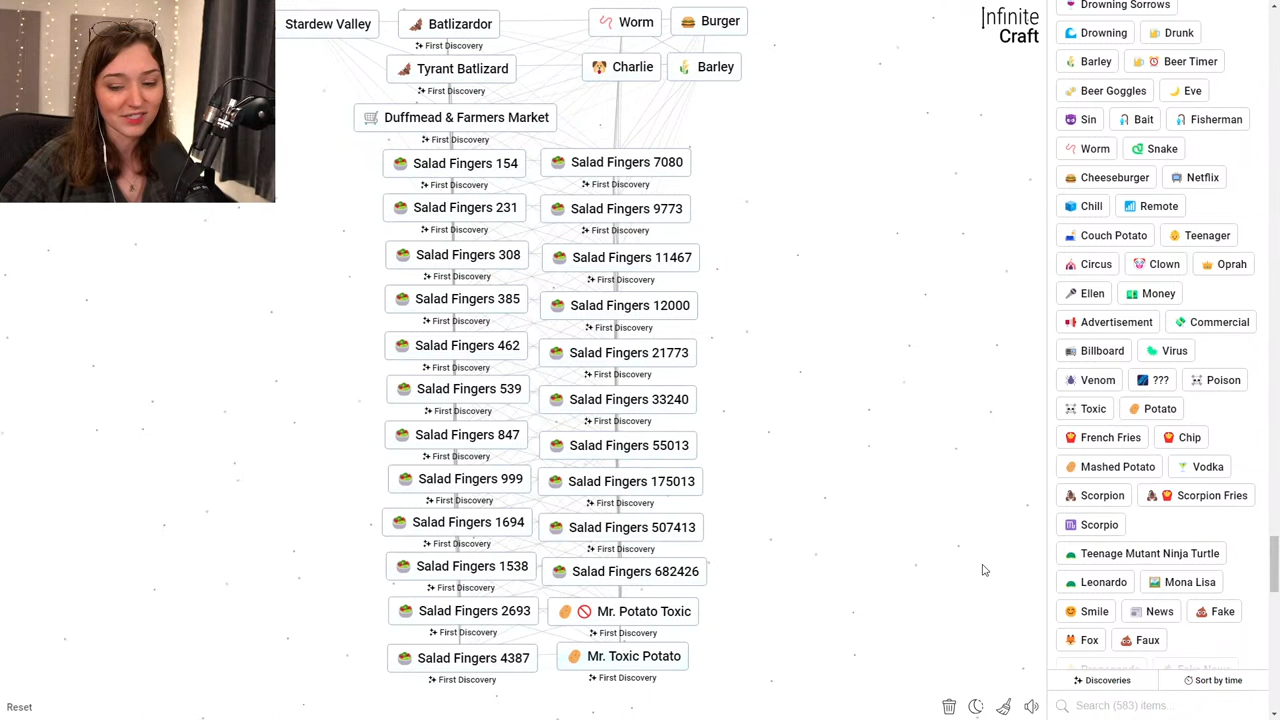 Stardew Valley
Batlizardor
First Discovery
Tyrant Batlizard
First Discovery
Duffmead & Farmers Market
First Discovery
Salad Fingers 154
First Discovery
Salad Fingers 231
First Discovery
Salad Fingers 308
First Discovery
Salad Fingers 385
First Discovery
Salad Fingers 462
First Discovery
Salad Fingers 539
First Discovery
Salad Fingers 847
First Discovery
Salad Fingers 999
First Discovery
Salad Fingers 1694
First Discovery
Salad Fingers 1538
First Discovery
Salad Fingers 2693
First Discovery
Salad Fingers 4387
First Discovery
Worm
Burger
Charlie
Barley
Salad Fingers 7080
First Discovery
Salad Fingers 9773
First Discovery
Salad Fingers 11467
First Discovery
Salad Fingers 12000
First Discovery
Salad Fingers 21773
First Discovery
Salad Fingers 33240
First Discovery
Salad Fingers 55013
First Discovery
Salad Fingers 175013
First Discovery
Salad Fingers 507413
First Discovery
Salad Fingers 682426
First Discovery
Mr. Potato Toxic
First Discovery
Mr. Toxic Potato
First Discovery
Infinite
Craft
Drowning Sorrows
Drowning Drunk
Barley Beer Timer
Beer Goggles Eve
Sin Bait Fisherman
Worm Snake
Cheeseburger Netflix
Chill Remote
Couch Potato Teenager
Circus Clown Oprah
Ellen Money
Advertisement Commercial
Billboard Virus
Venom ??? Poison
Toxic Potato
French Fries Chip
Mashed Potato Vodka
Scorpion Scorpion Fries
Scorpio
Teenage Mutant Ninja Turtle
Leonardo Mona Lisa
Smile News Fake
Fox Faux
Propaganda Fake News
Discoveries Sort by time
Search (583) items...
Reset